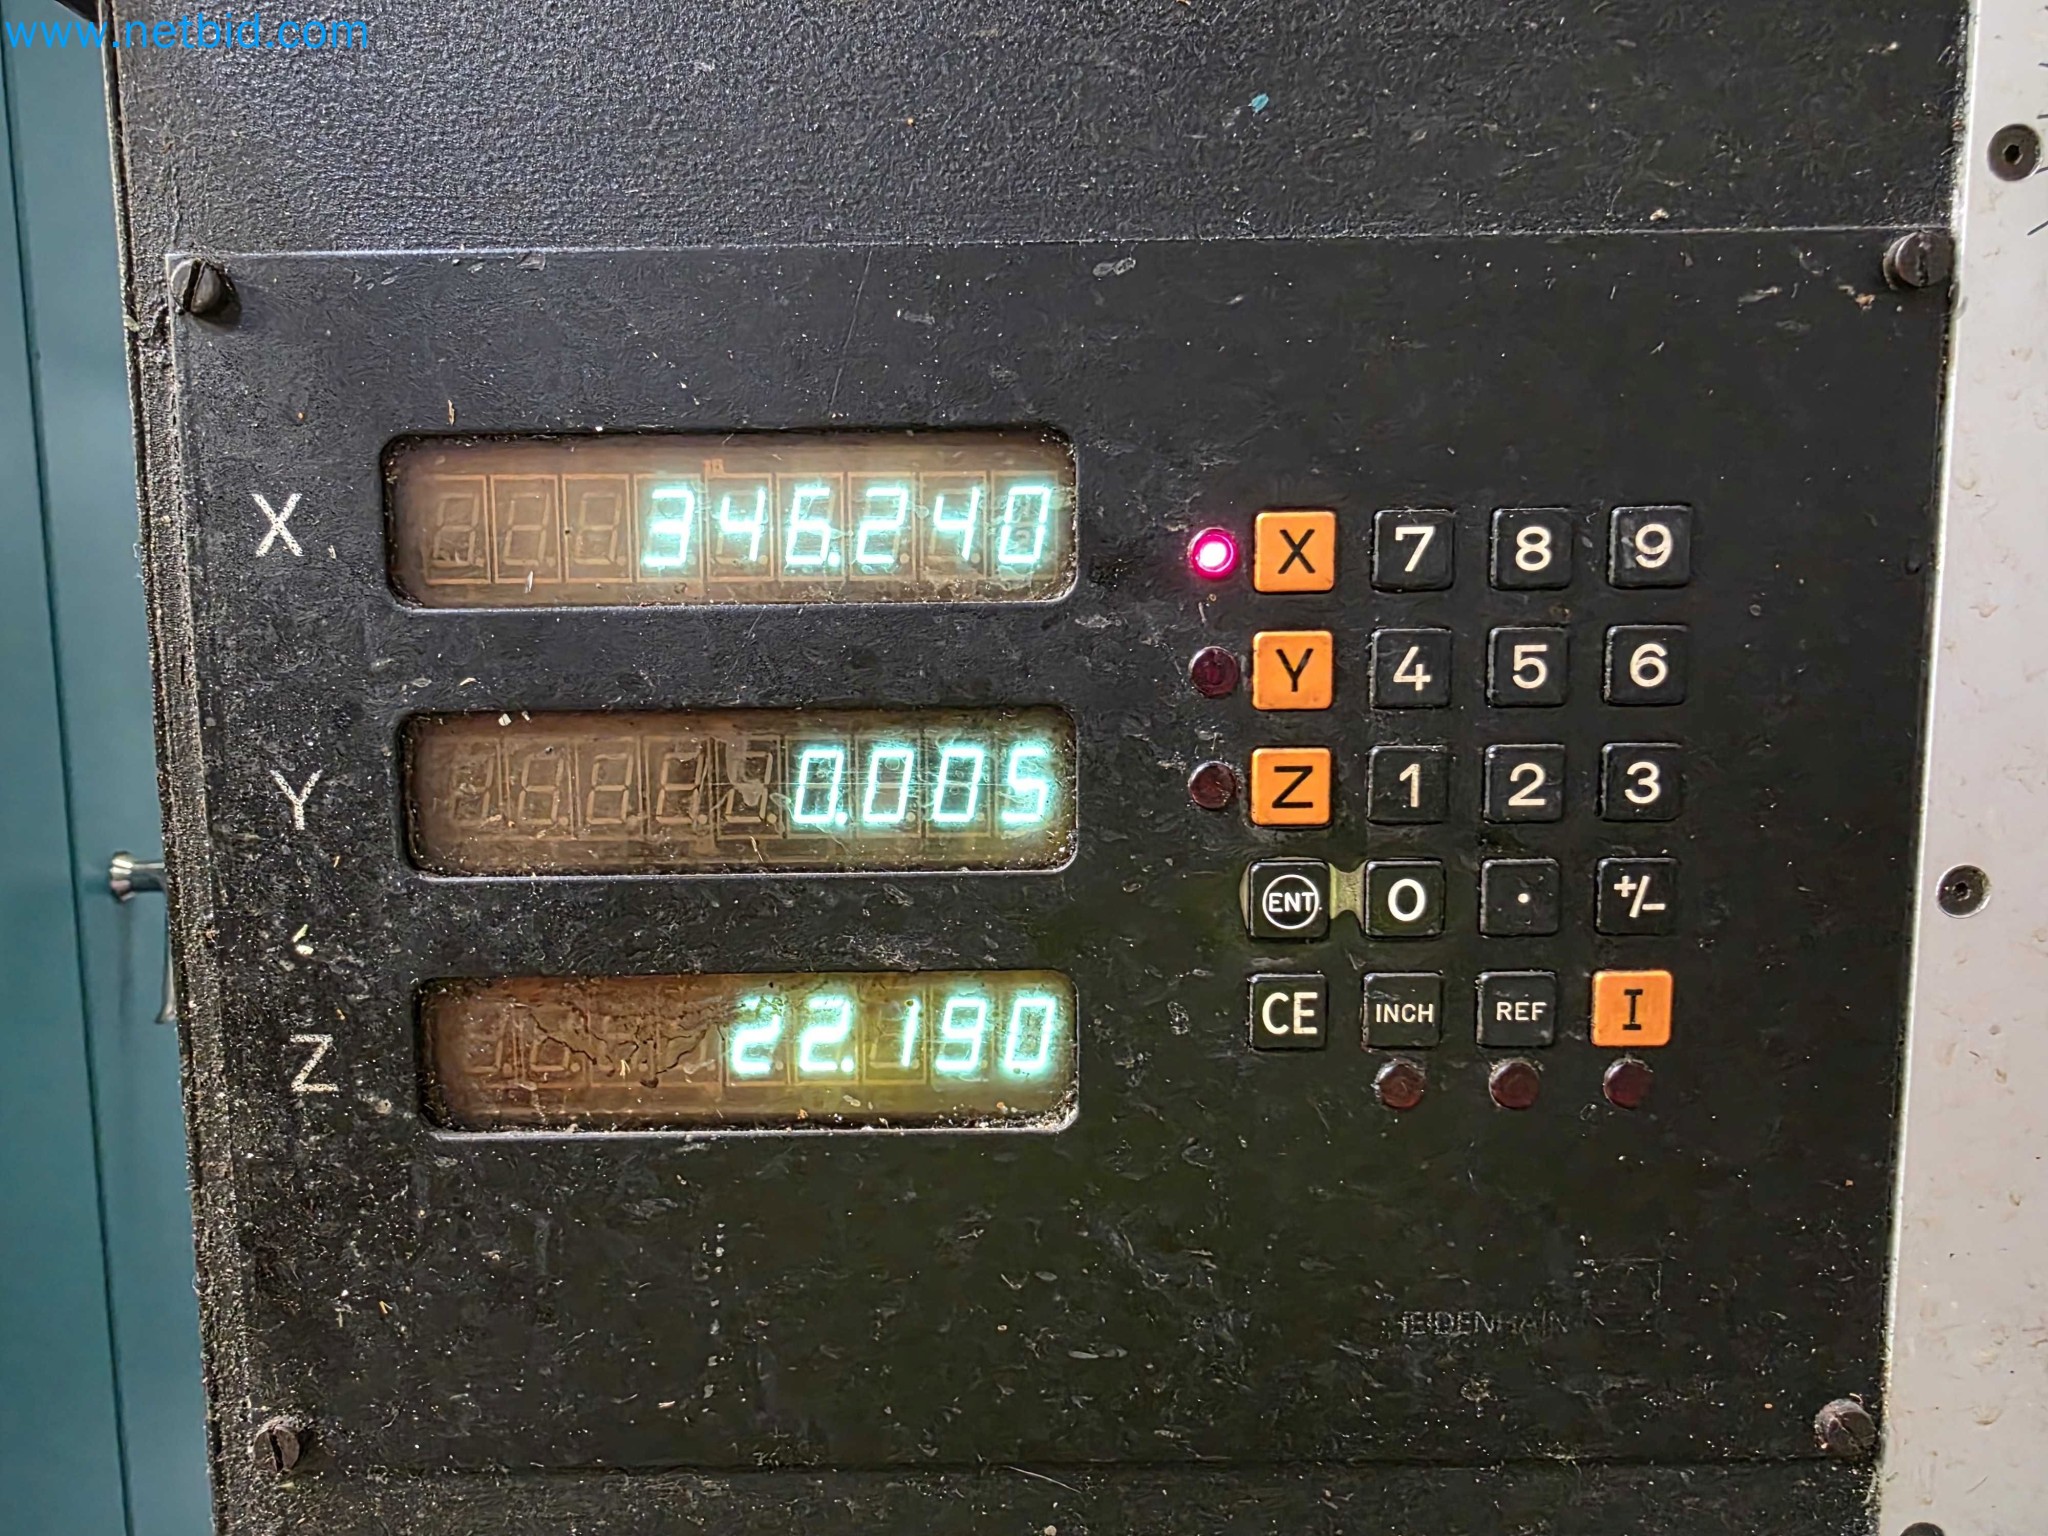 www.netbid.com
X 346.240
X 7 8 9
Y 4 5 6
Y 0.005
Z 1 2 3
ENT 0 . +/-
Z 22.190
CE INCH REF I
HEIDENHAIN